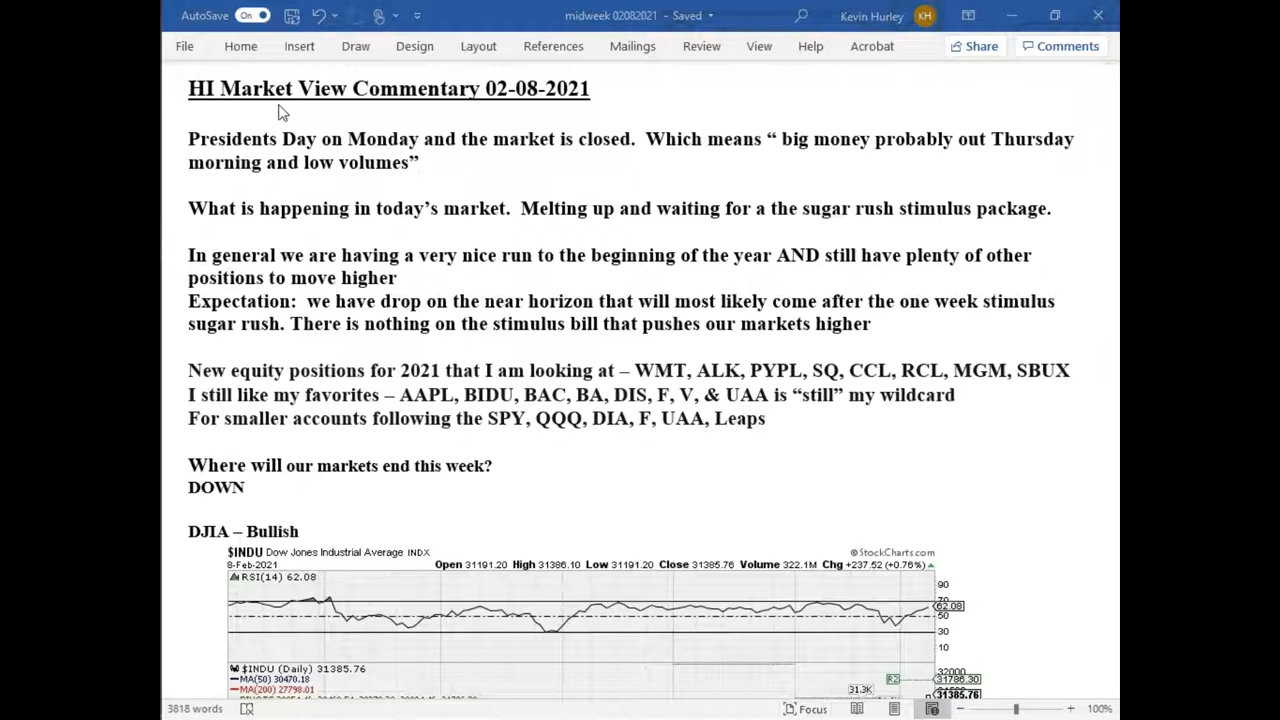 AutoSave On midweek 02082021 - Saved Kevin Hurley KH
File Home Insert Draw Design Layout References Mailings Review View Help Acrobat Share Comments
HI Market View Commentary 02-08-2021
Presidents Day on Monday and the market is closed.  Which means “ big money probably out Thursday
morning and low volumes”
What is happening in today’s market.  Melting up and waiting for a the sugar rush stimulus package.
In general we are having a very nice run to the beginning of the year AND still have plenty of other
positions to move higher
Expectation:  we have drop on the near horizon that will most likely come after the one week stimulus
sugar rush. There is nothing on the stimulus bill that pushes our markets higher
New equity positions for 2021 that I am looking at – WMT, ALK, PYPL, SQ, CCL, RCL, MGM, SBUX
I still like my favorites – AAPL, BIDU, BAC, BA, DIS, F, V, & UAA is “still” my wildcard
For smaller accounts following the SPY, QQQ, DIA, F, UAA, Leaps
Where will our markets end this week?
DOWN
DJIA – Bullish
$INDU Dow Jones Industrial Average INDX ©StockCharts.com
8-Feb-2021 Open 31191.20 High 31386.10 Low 31191.20 Close 31385.76 Volume 322.1M Chg +237.52 (+0.76%)
RSI(14) 62.08
90
70
62.08
50
30
10
$INDU (Daily) 31385.76
32000
MA(50) 30470.18
R2 31786.30
MA(200) 27798.01
31.3K
31385.76
3818 words Focus 100%